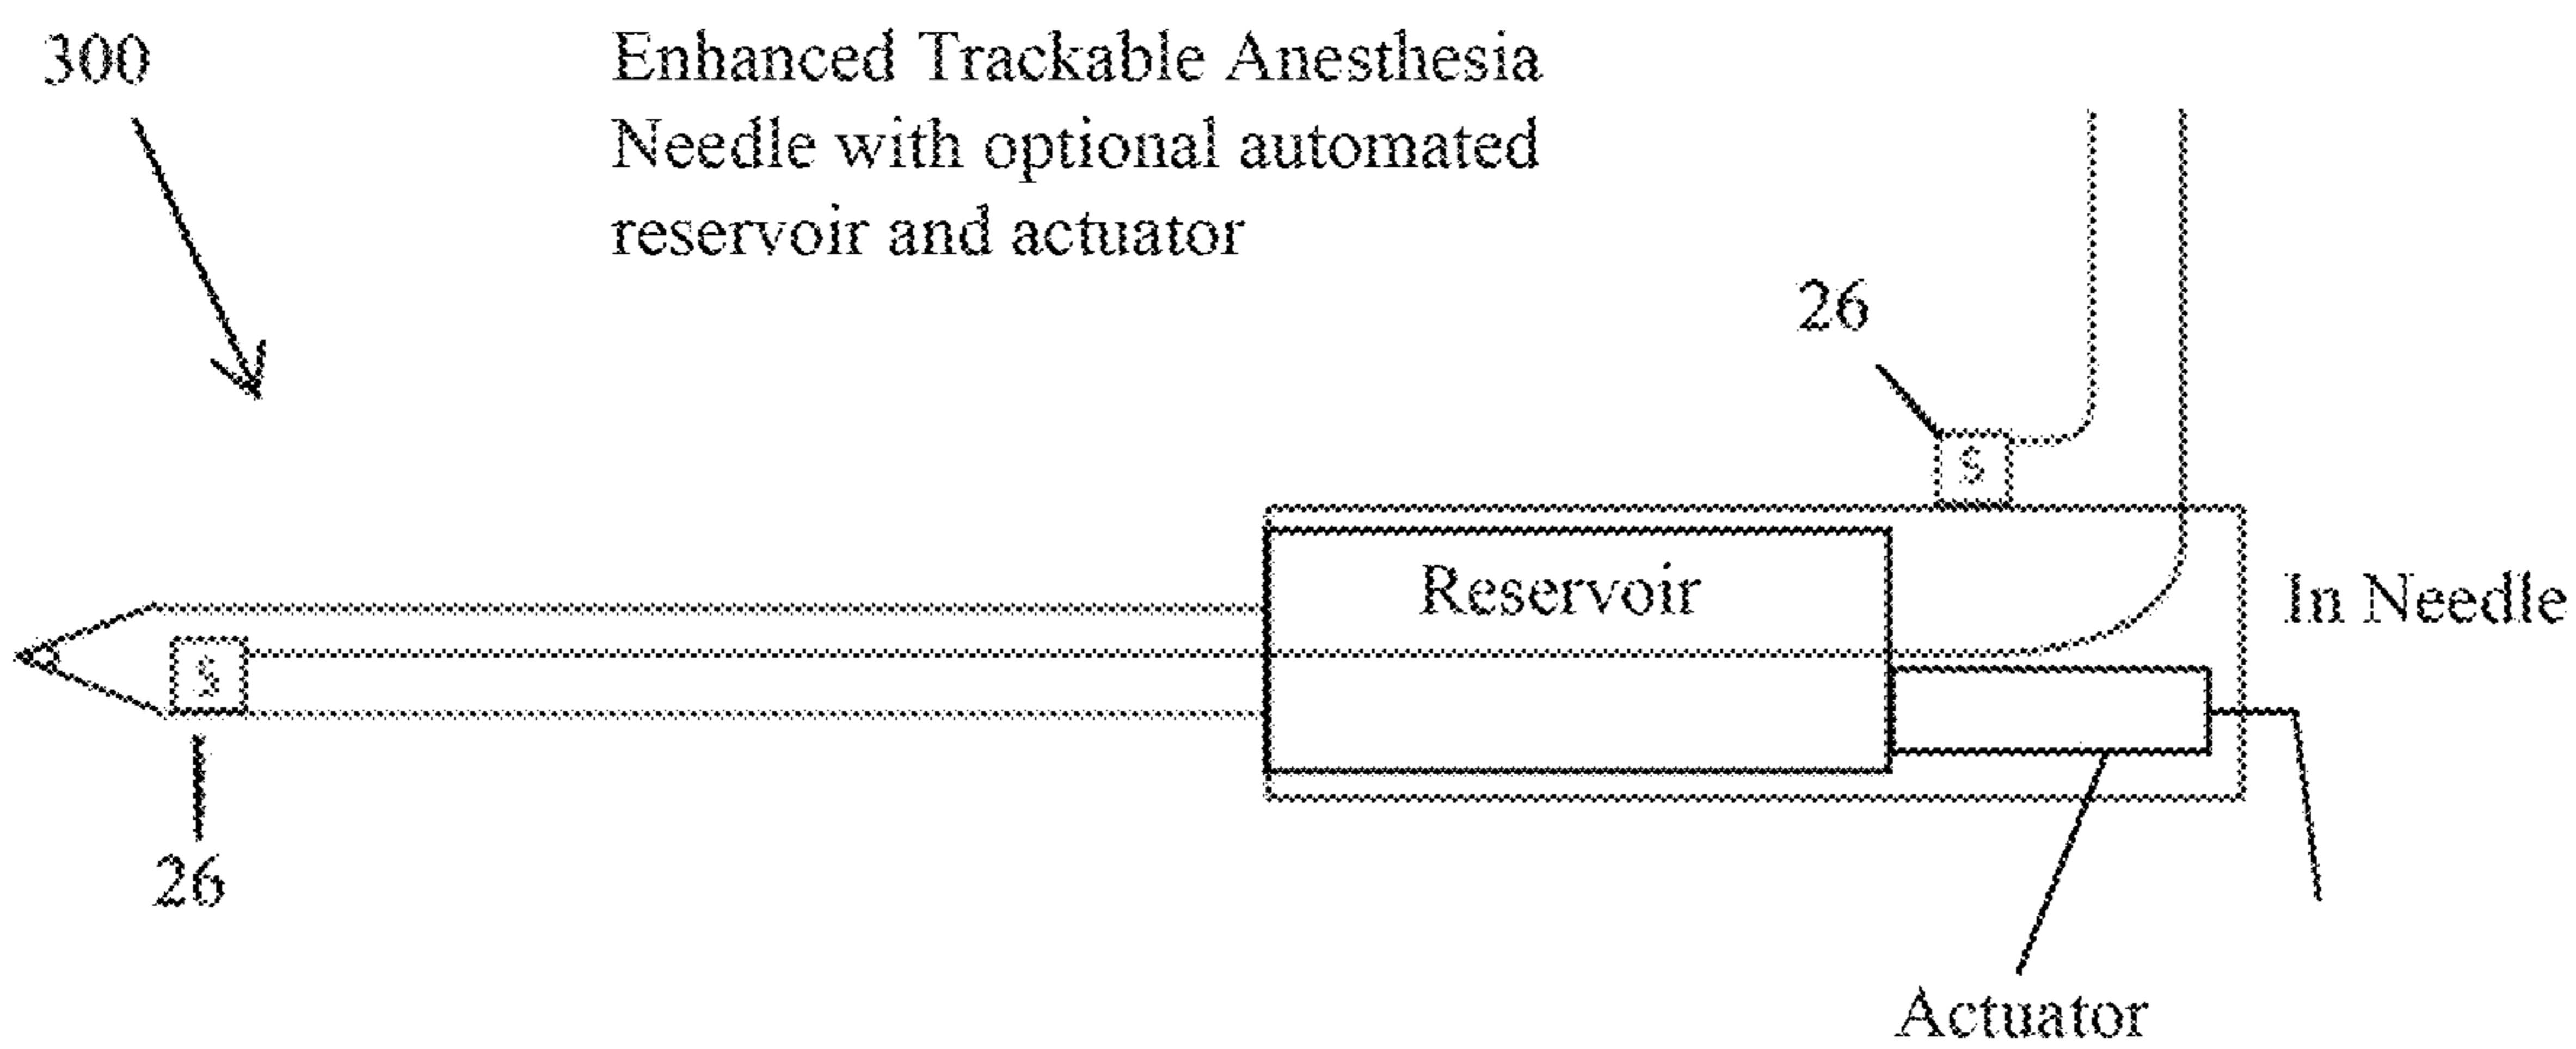 300
Enhanced Trackable Anesthesia
Needle with optional automated
reservoir and actuator
26
S
Reservoir
In Needle
S
26
Actuator